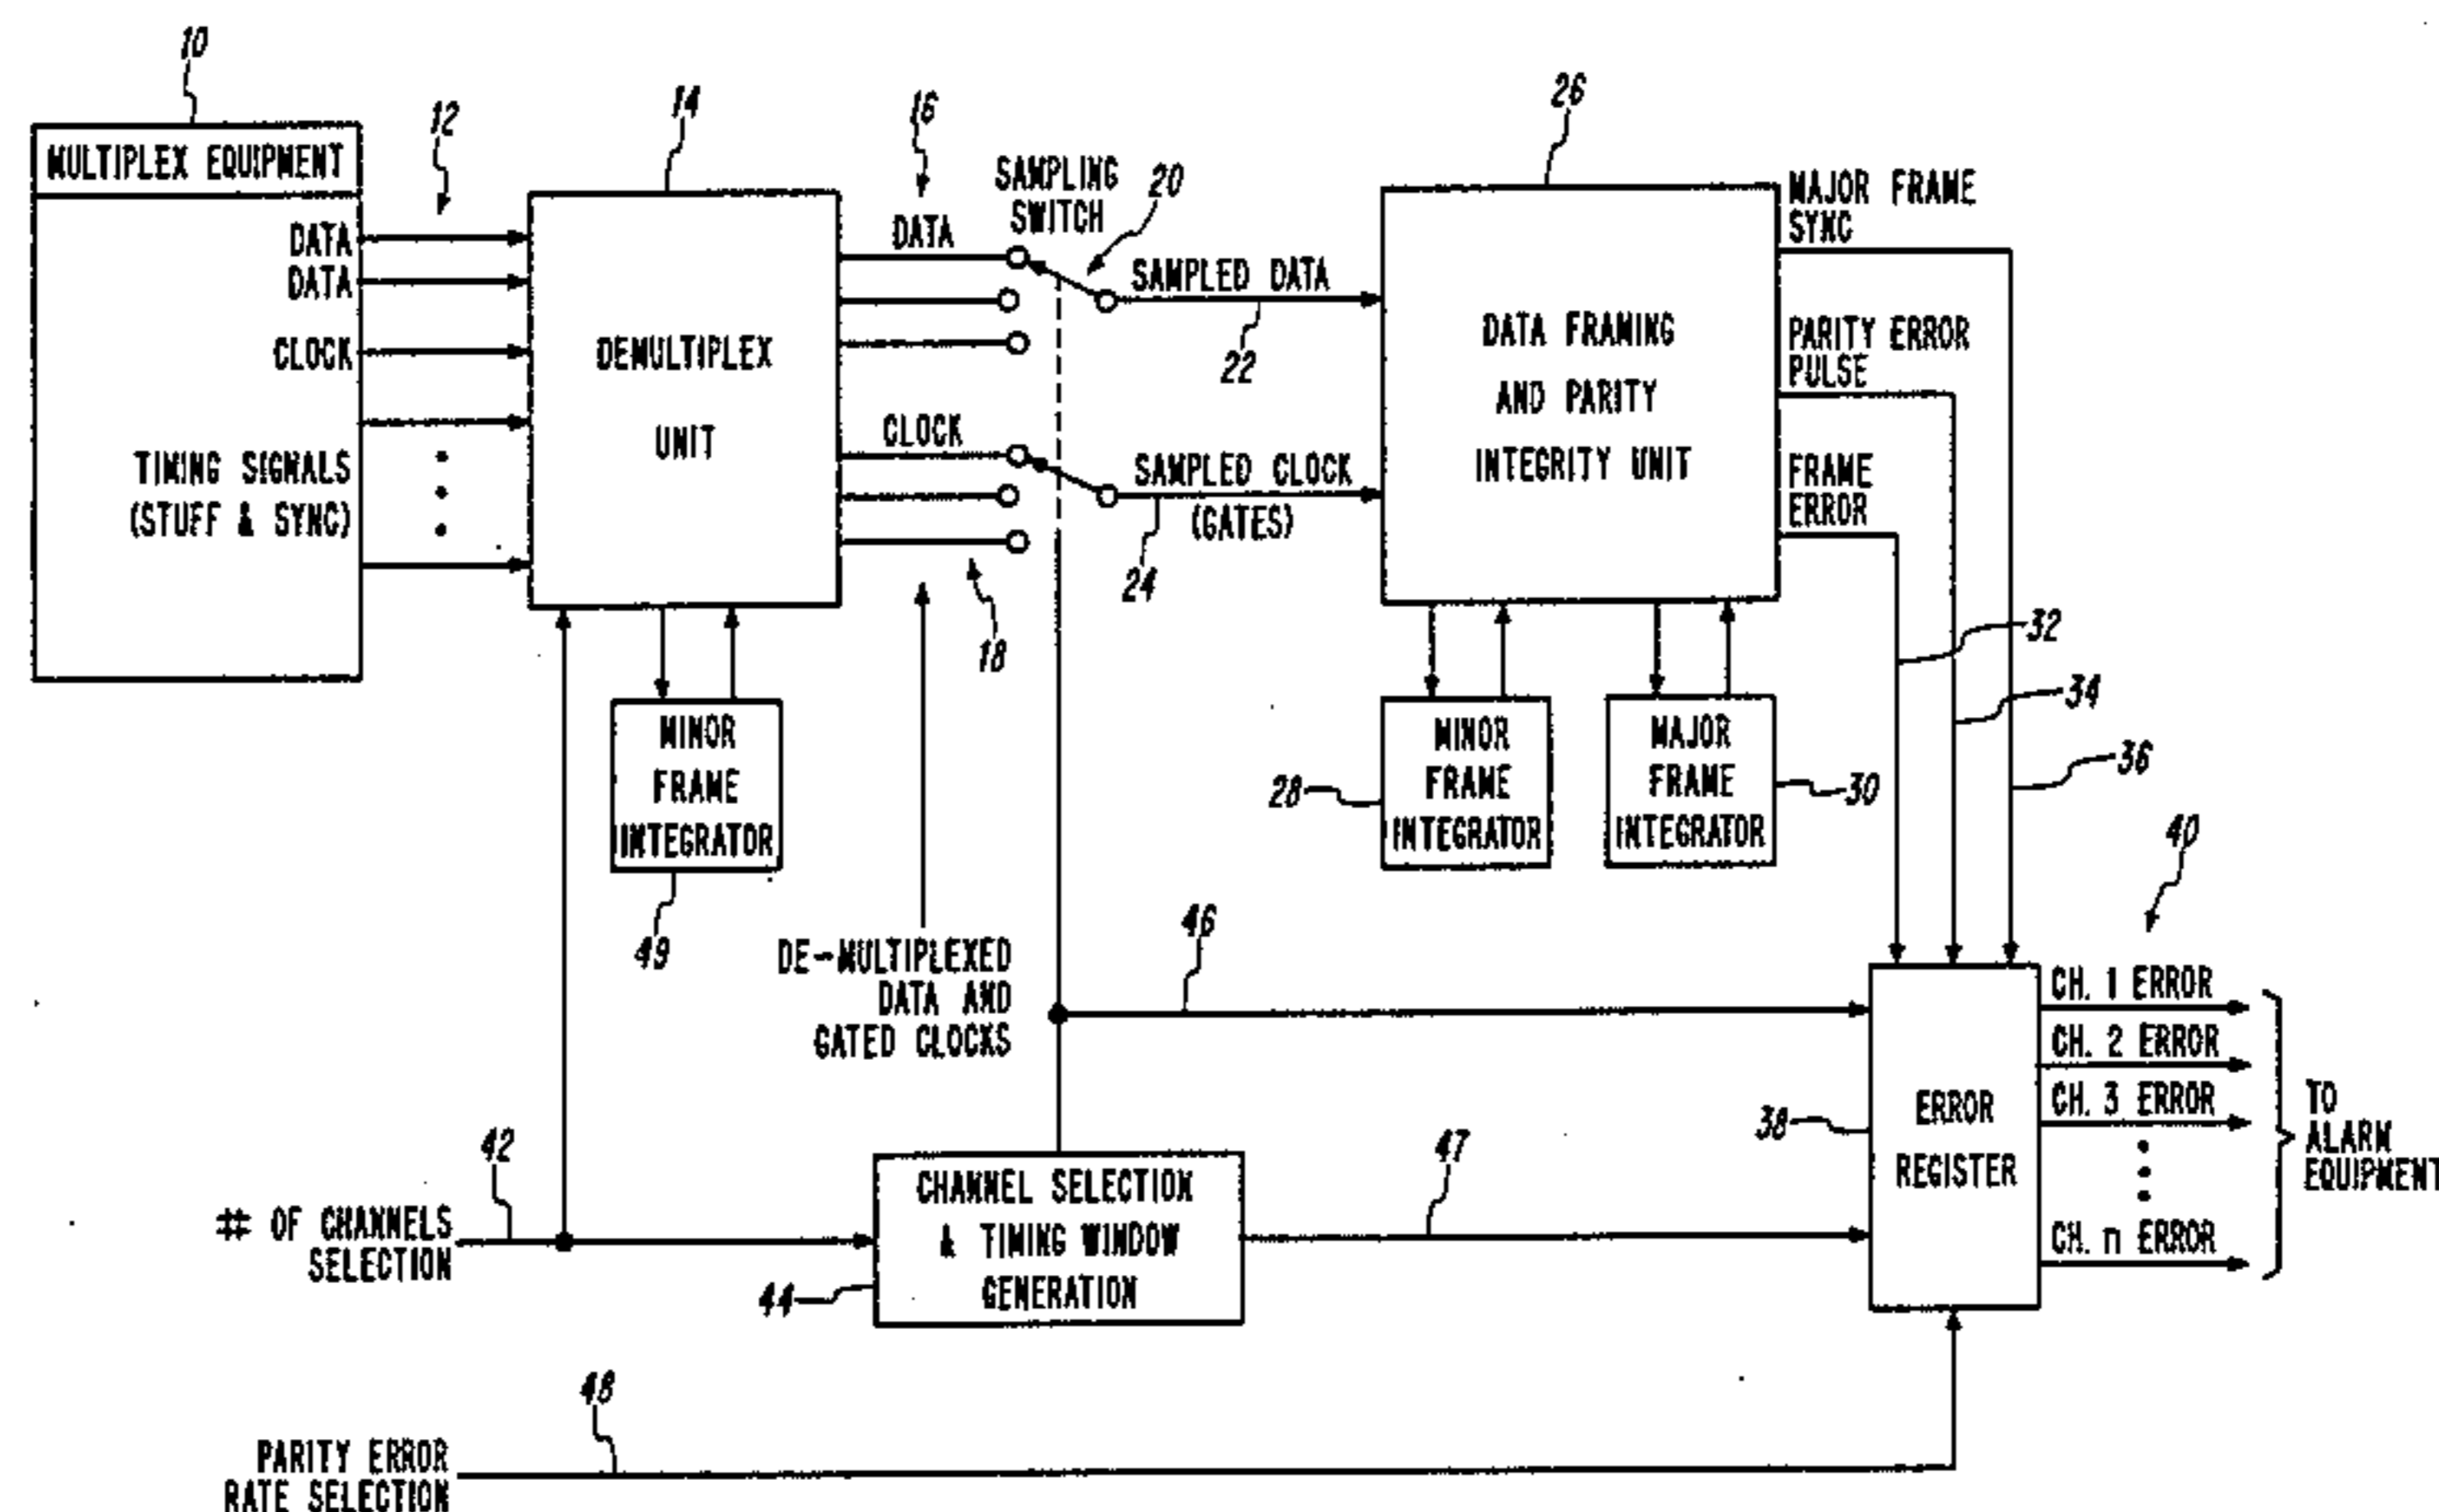 10
MULTIPLEX EQUIPMENT
12
DATA
DATA
CLOCK
TIMING SIGNALS
(STUFF & SYNC)
14
DEMULTIPLEX
UNIT
16
DATA
CLOCK
18
SAMPLING
SWITCH
20
SAMPLED DATA
22
SAMPLED CLOCK
(GATES)
24
26
DATA FRAMING
AND PARITY
INTEGRITY UNIT
MAJOR FRAME
SYNC
PARITY ERROR
PULSE
FRAME
ERROR
32
34
36
MINOR
FRAME
INTEGRATOR
49
DE-MULTIPLEXED
DATA AND
GATED CLOCKS
28
MINOR
FRAME
INTEGRATOR
MAJOR
FRAME
INTEGRATOR
30
40
46
42
# OF CHANNELS
SELECTION
CHANNEL SELECTION
& TIMING WINDOW
GENERATION
44
47
38
ERROR
REGISTER
CH. 1 ERROR
CH. 2 ERROR
CH. 3 ERROR
CH. n ERROR
TO
ALARM
EQUIPMENT
48
PARITY ERROR
RATE SELECTION